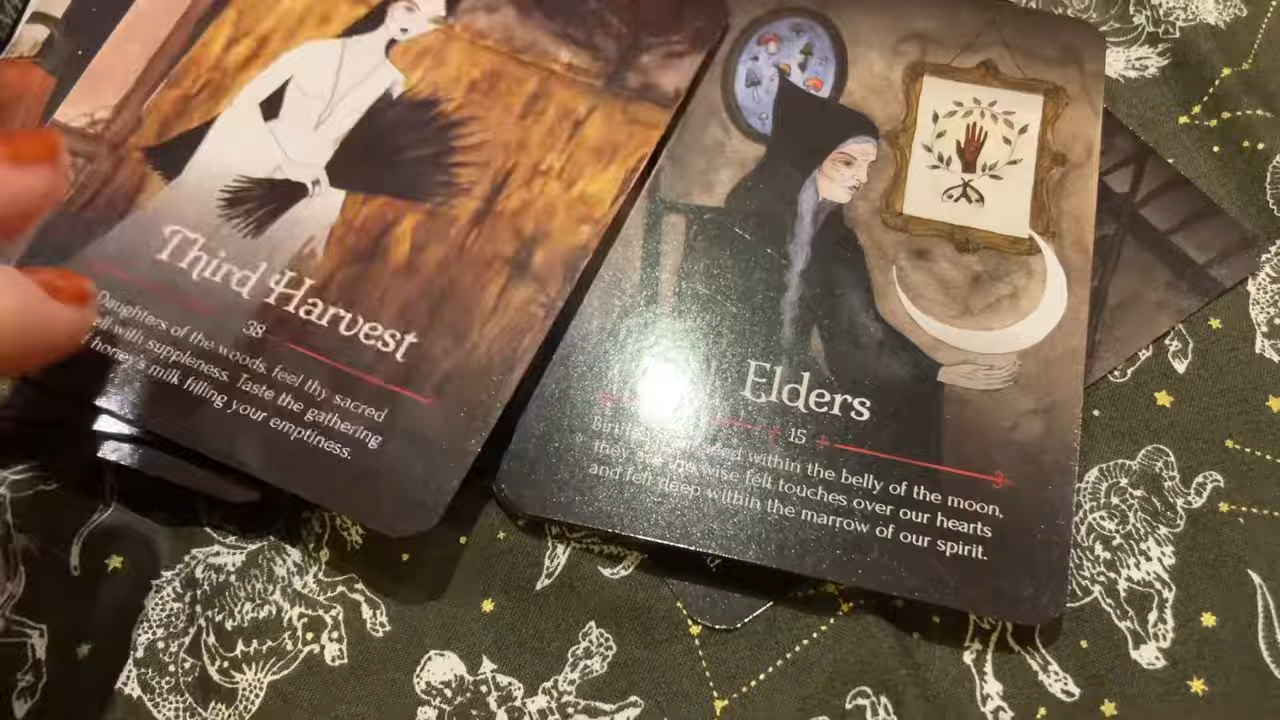 Third Harvest
38
Daughters of the woods, feel thy sacred
with suppleness. Taste the gathering
honey's milk filling your emptiness.
Elders
15
within the belly of the moon,
they wise felt touches over our hearts
and felt deep within the marrow of our spirit.